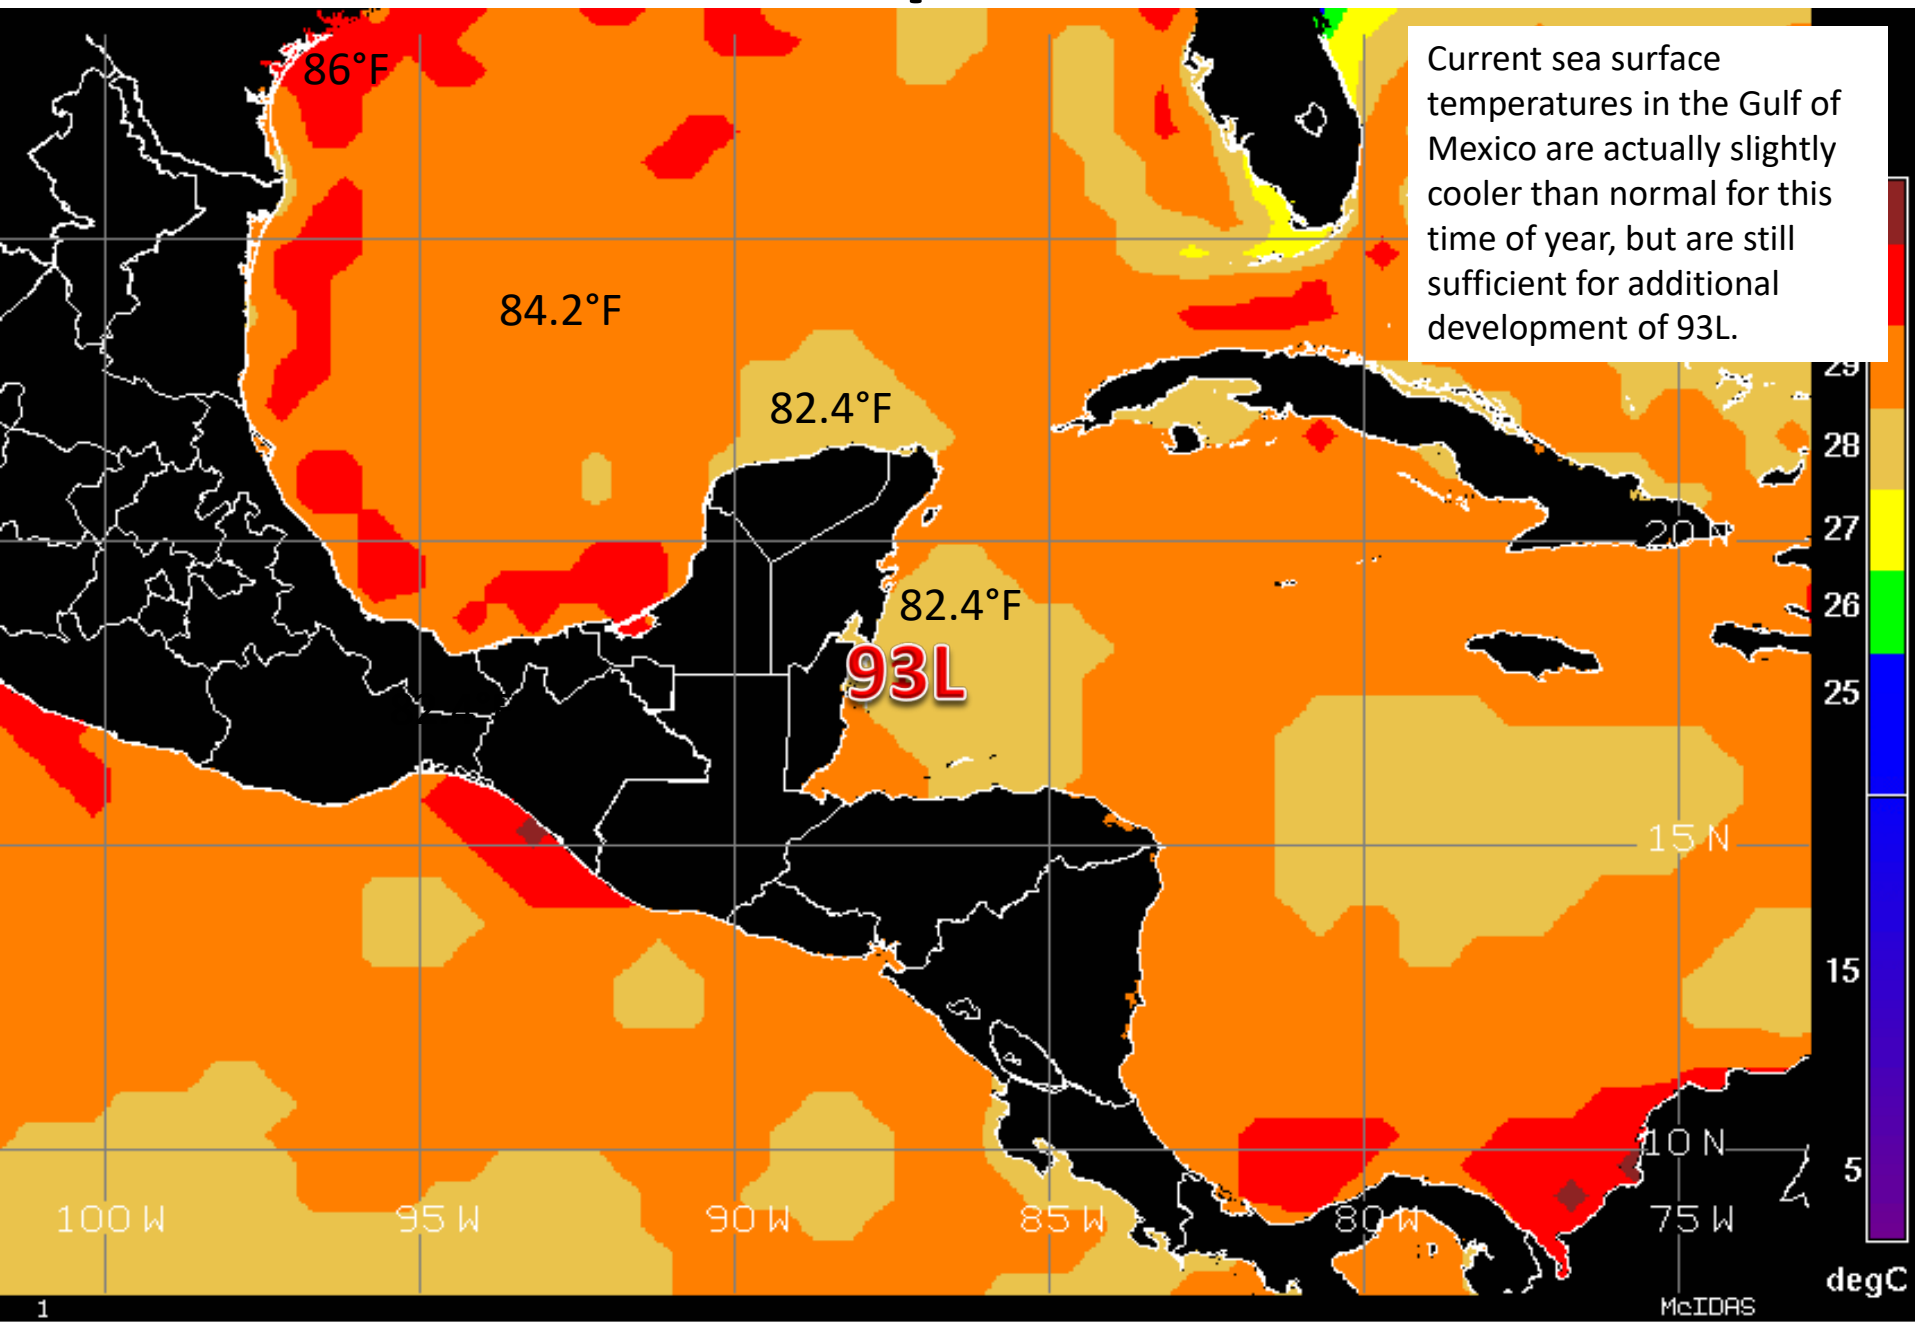 86°F
Current sea surface
temperatures in the Gulf of
Mexico are actually slightly
cooler than normal for this
time of year, but are still
sufficient for additional
development of 93L.
84.2°F
29
82.4°F
28
20 N
27
82.4°F
26
93L
25
15 N
15
10 N
5
100 W
95 W
90 W
85 W
80 W
75 W
degC
1
McIDAS